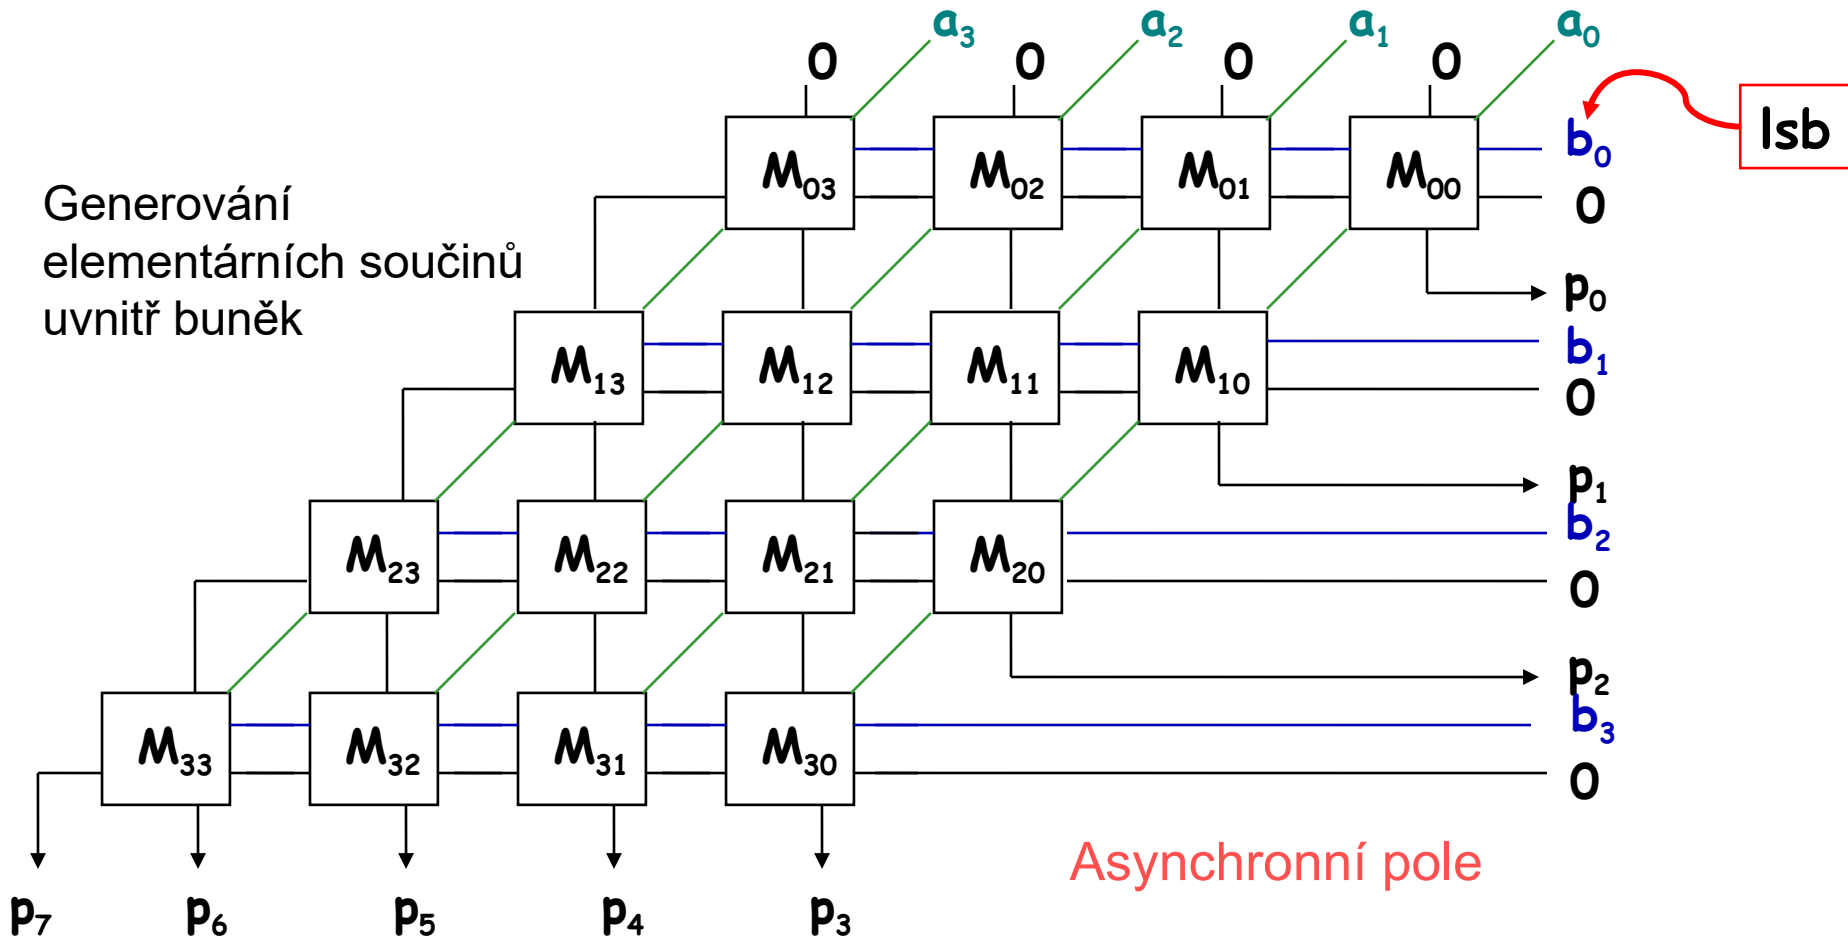 a₃ a₂ a₁ a₀
0 0 0 0
lsb
b₀
M₀₃ M₀₂ M₀₁ M₀₀
0
Generování
elementárních součinů
uvnitř buněk
p₀
b₁
M₁₃ M₁₂ M₁₁ M₁₀
0
p₁
b₂
M₂₃ M₂₂ M₂₁ M₂₀
0
p₂
b₃
M₃₃ M₃₂ M₃₁ M₃₀
0
Asynchronní pole
p₇ p₆ p₅ p₄ p₃